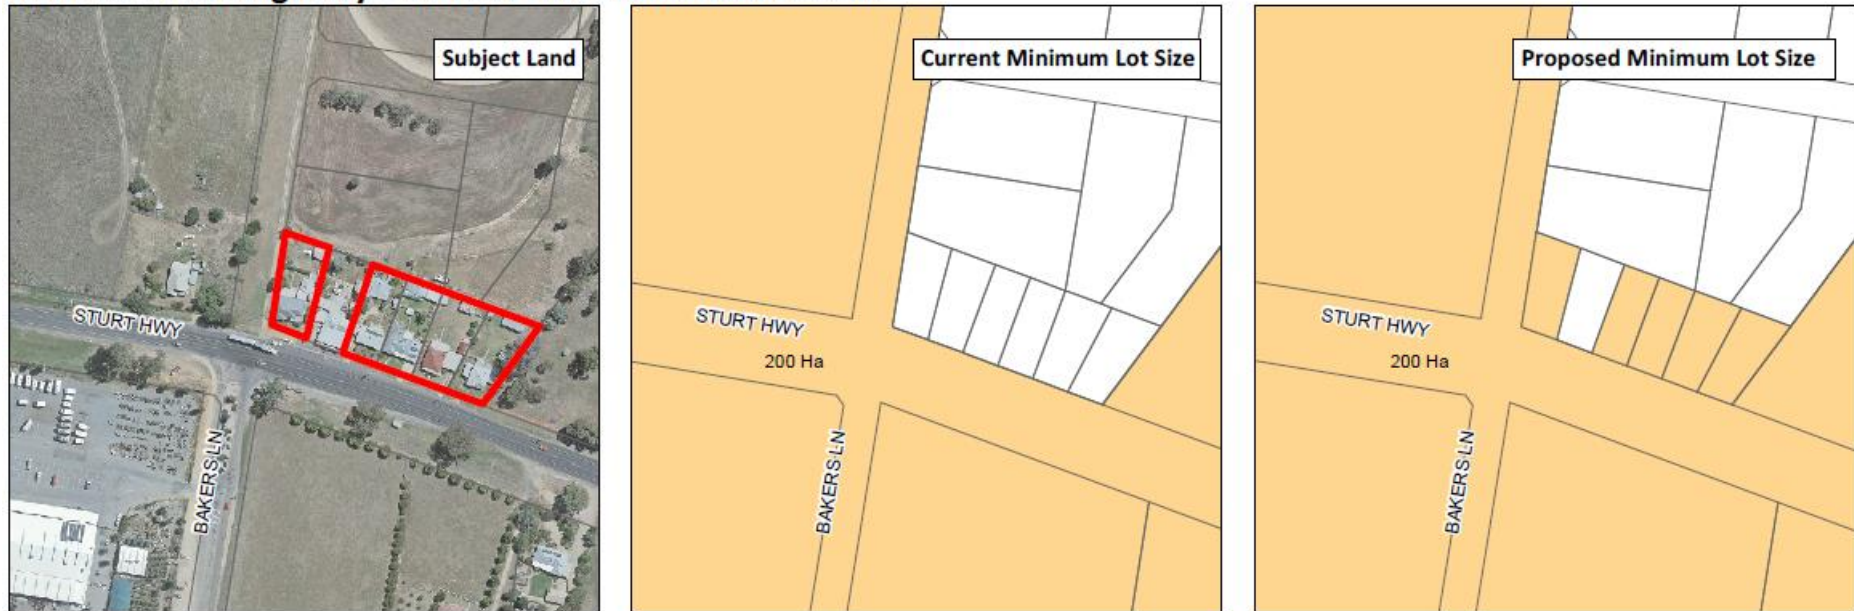 Subject Land
STURT HWY
BAKERS LN
Current Minimum Lot Size
STURT HWY
200 Ha
BAKERS LN
Proposed Minimum Lot Size
STURT HWY
200 Ha
BAKERS LN